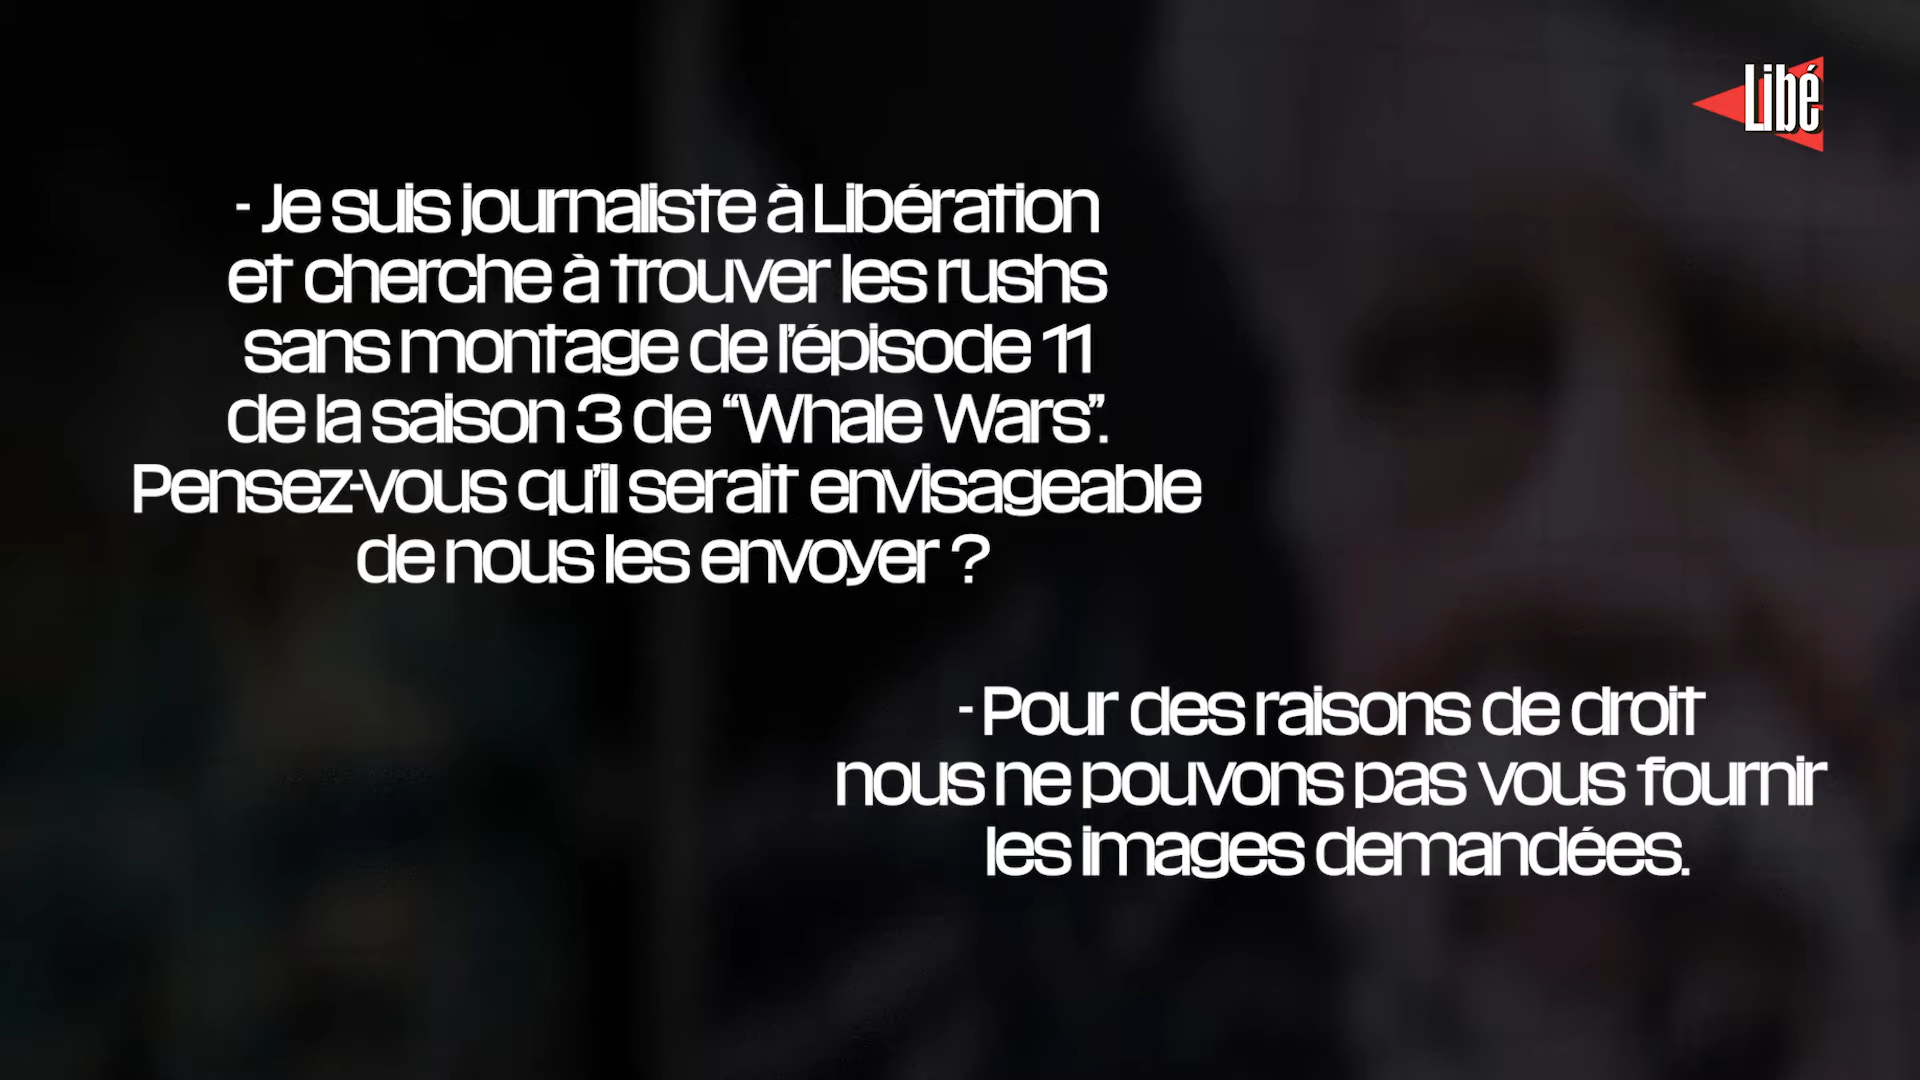 Libé
- Je suis journaliste à Libération
et cherche à trouver les rushs
sans montage de l'épisode 11
de la saison 3 de “Whale Wars”.
Pensez-vous qu'il serait envisageable
de nous les envoyer ?
- Pour des raisons de droit
nous ne pouvons pas vous fournir
les images demandées.